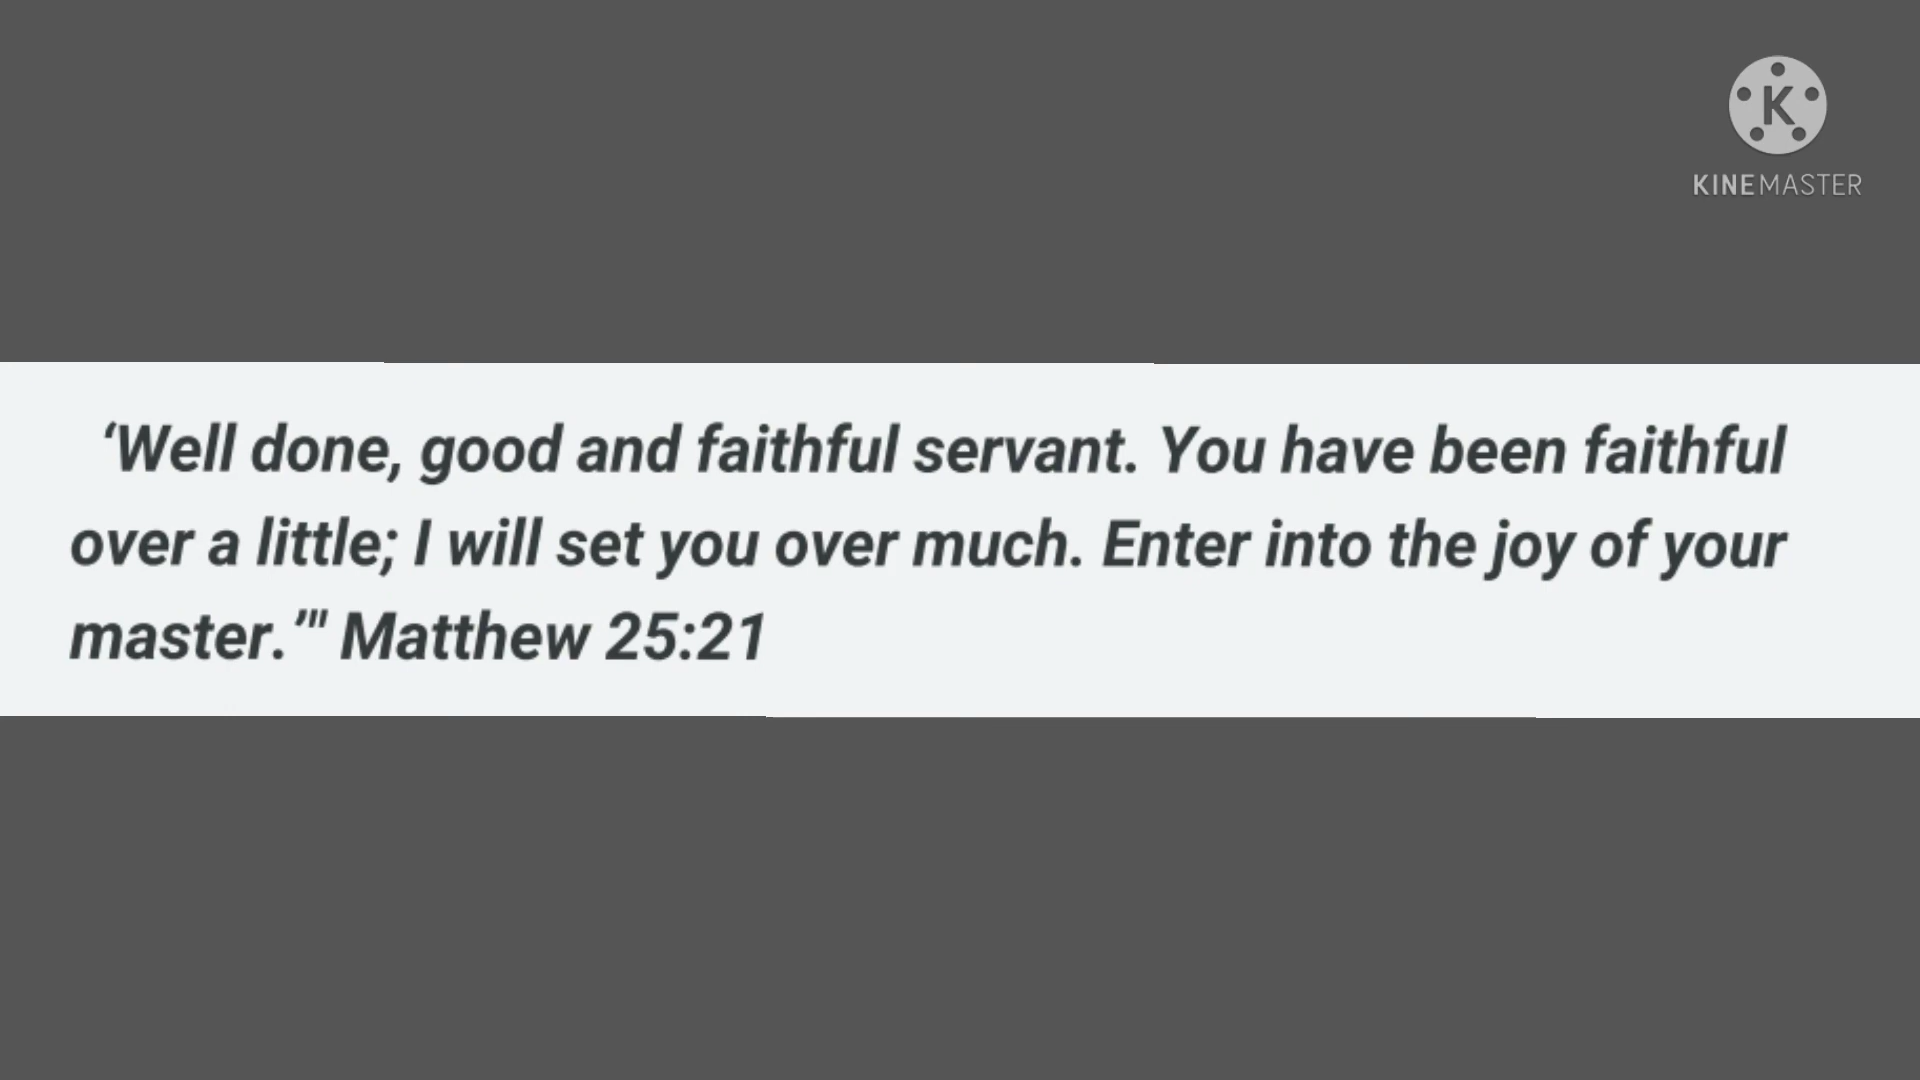 K
KINEMASTER
‘Well done, good and faithful servant. You have been faithful
over a little; I will set you over much. Enter into the joy of your
master.’" Matthew 25:21